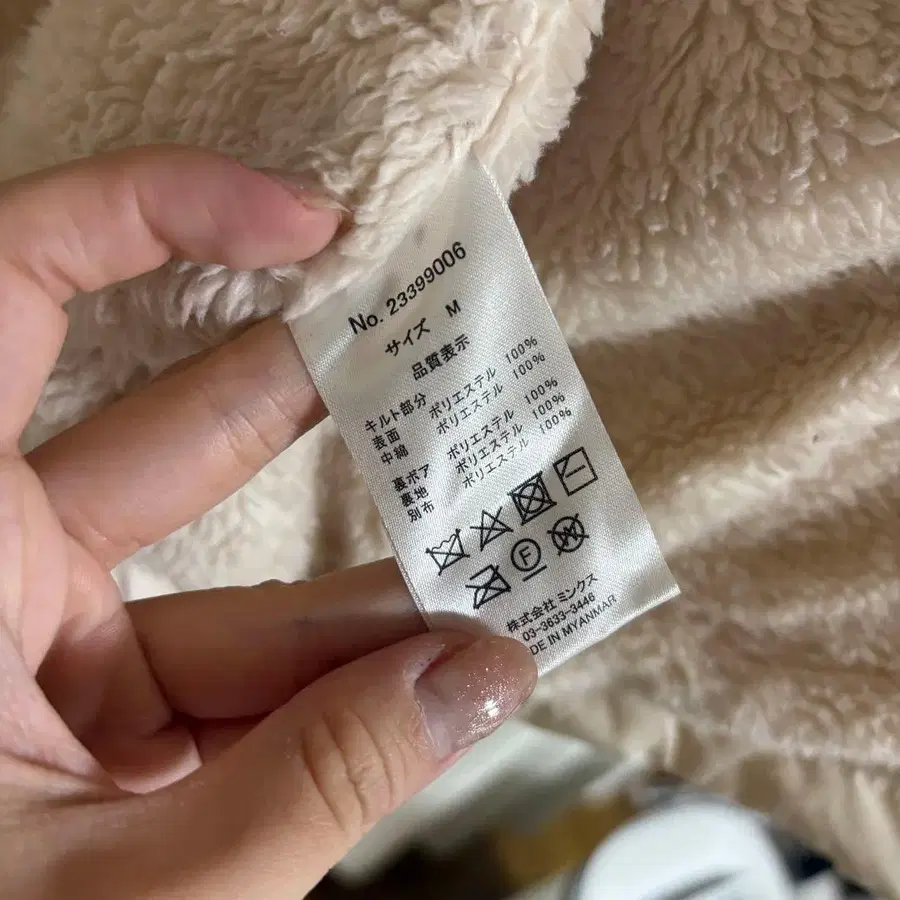 No. 23399006
サイズ M
品質表示
キルト部分
表面 ポリエステル 100%
中綿 ポリエステル 100%
裏ボア ポリエステル 100%
裏地 ポリエステル 100%
別布 ポリエステル 100%
F
株式会社 ミンクス
03-3633-3446
DE IN MYANMAR